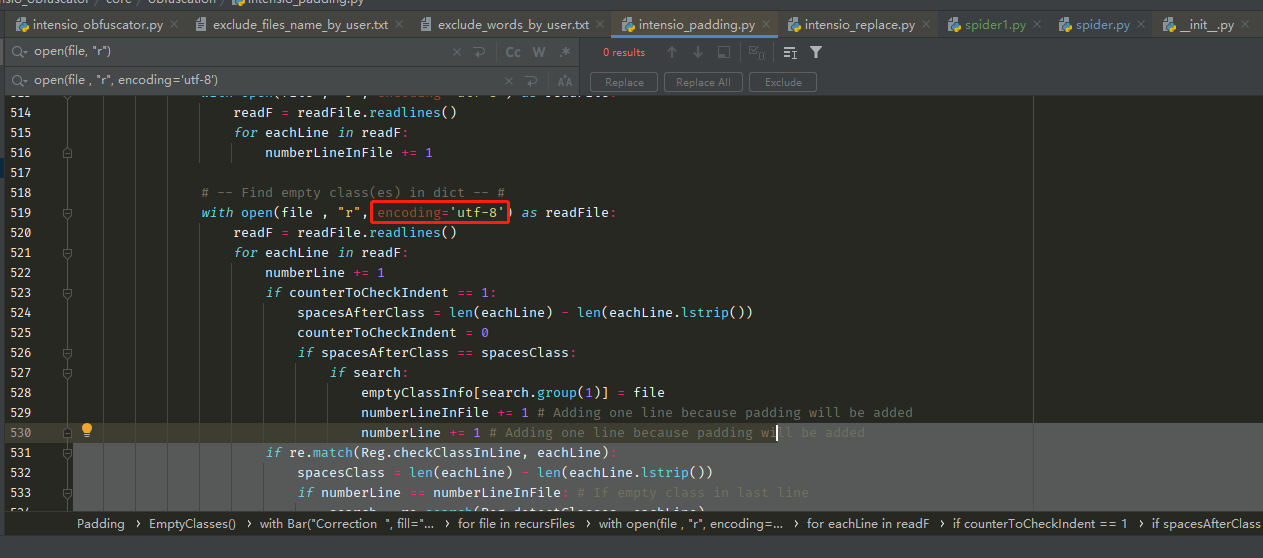 intensio_obfuscator › core › obfuscation › intensio_padding.py
intensio_obfuscator.py exclude_files_name_by_user.txt exclude_words_by_user.txt intensio_padding.py intensio_replace.py spider1.py spider.py __init__.py
open(file, "r") Cc W .* 0 results
open(file , "r", encoding='utf-8') Replace Replace All Exclude
with open(file , "r", encoding='utf-8') as readFile:
514 readF = readFile.readlines()
515 for eachLine in readF:
516 numberLineInFile += 1
517
518 # -- Find empty class(es) in dict -- #
519 with open(file , "r", encoding='utf-8') as readFile:
520 readF = readFile.readlines()
521 for eachLine in readF:
522 numberLine += 1
523 if counterToCheckIndent == 1:
524 spacesAfterClass = len(eachLine) - len(eachLine.lstrip())
525 counterToCheckIndent = 0
526 if spacesAfterClass == spacesClass:
527 if search:
528 emptyClassInfo[search.group(1)] = file
529 numberLineInFile += 1 # Adding one line because padding will be added
530 numberLine += 1 # Adding one line because padding will be added
531 if re.match(Reg.checkClassInLine, eachLine):
532 spacesClass = len(eachLine) - len(eachLine.lstrip())
533 if numberLine == numberLineInFile: # If empty class in last line
Padding › EmptyClasses() › with Bar("Correction ", fill="... › for file in recursFiles › with open(file , "r", encoding=... › for eachLine in readF › if counterToCheckIndent == 1 › if spacesAfterClass